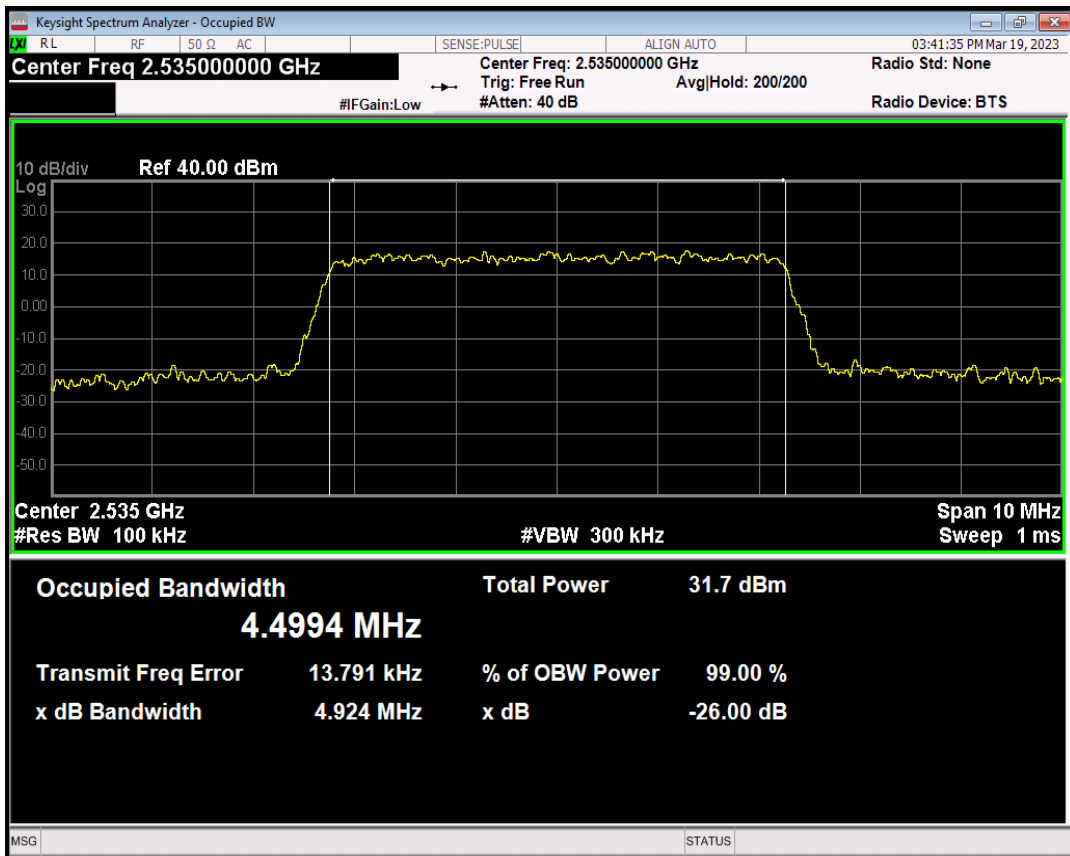 Keysight Spectrum Analyzer - Occupied BW
LXI RL RF 50 Ω AC SENSE:PULSE ALIGN AUTO 03:41:35 PM Mar 19, 2023
Center Freq 2.535000000 GHz
Center Freq: 2.535000000 GHz
Radio Std: None
Trig: Free Run Avg|Hold: 200/200
#IFGain:Low #Atten: 40 dB Radio Device: BTS
10 dB/div Ref 40.00 dBm
Log
30.0
20.0
10.0
0.00
-10.0
-20.0
-30.0
-40.0
-50.0
Center 2.535 GHz Span 10 MHz
#Res BW 100 kHz #VBW 300 kHz Sweep 1 ms
Occupied Bandwidth Total Power 31.7 dBm
4.4994 MHz
Transmit Freq Error 13.791 kHz % of OBW Power 99.00 %
x dB Bandwidth 4.924 MHz x dB -26.00 dB
MSG STATUS